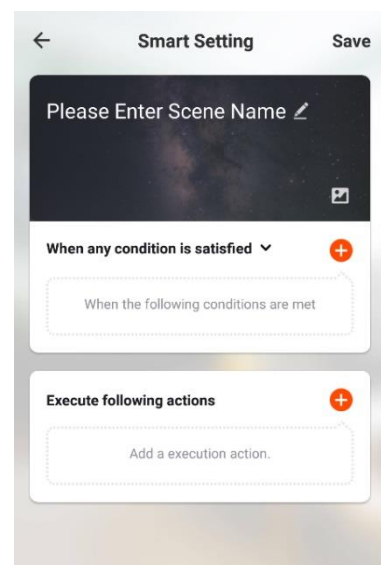 Smart Setting Save
Please Enter Scene Name
When any condition is satisfied
When the following conditions are met
Execute following actions
Add a execution action.